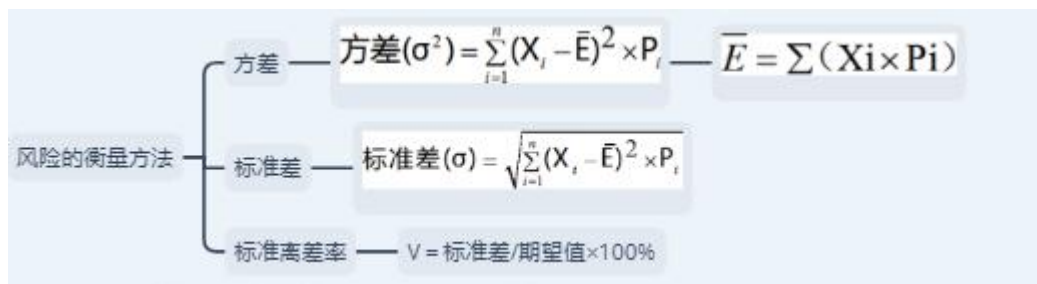 风险的衡量方法
方差
方差(σ²)=∑(Xᵢ-Ē)²×Pᵢ
n
i=1
E̅=∑(Xi×Pi)
标准差
标准差(σ)=√∑(Xᵢ-Ē)²×Pᵢ
n
i=1
标准离差率
V=标准差/期望值×100%